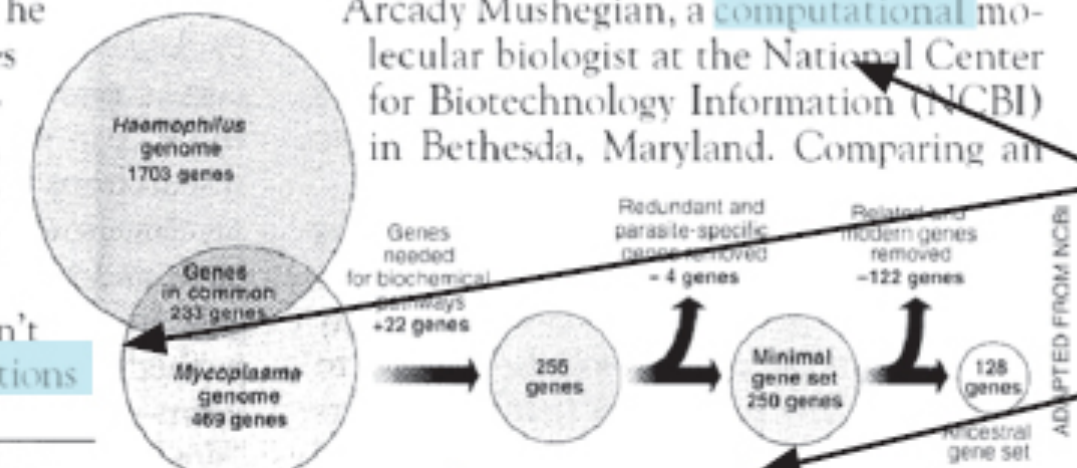 he
es
n't
tions
Arcady Mushegian, a computational mo-
lecular biologist at the National Center
for Biotechnology Information (NCBI)
in Bethesda, Maryland. Comparing an
Haemophilus
genome
1703 genes
Genes
in common
233 genes
Mycoplasma
genome
469 genes
Genes
needed
for biochemical
pathways
+22 genes
255
genes
Redundant and
parasite-specific
genes removed
– 4 genes
Minimal
gene set
250 genes
Related and
modern genes
removed
–122 genes
128
genes
Ancestral
gene set
ADAPTED FROM NCBI